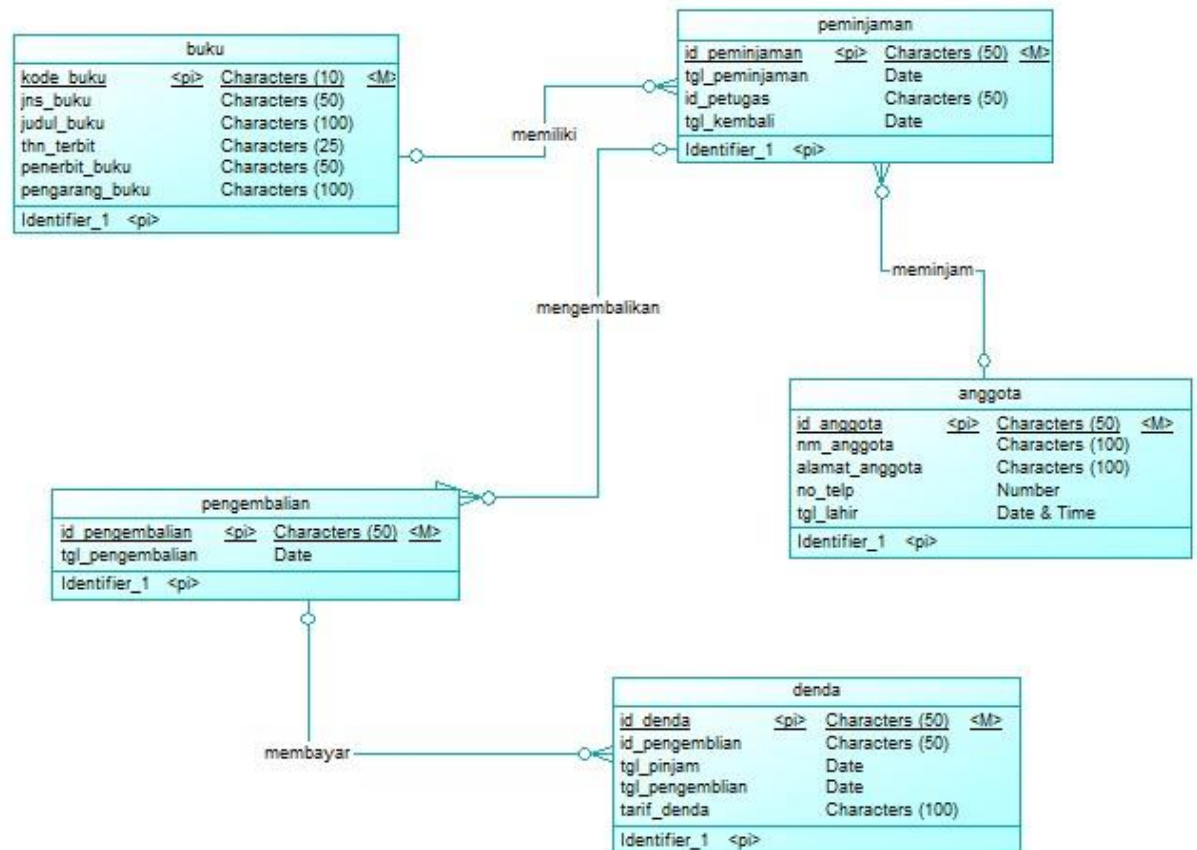 buku
kode_buku <pi> Characters (10) <M>
jns_buku Characters (50)
judul_buku Characters (100)
thn_terbit Characters (25)
penerbit_buku Characters (50)
pengarang_buku Characters (100)
Identifier_1 <pi>
memiliki
peminjaman
id_peminjaman <pi> Characters (50) <M>
tgl_peminjaman Date
id_petugas Characters (50)
tgl_kembali Date
Identifier_1 <pi>
meminjam
mengembalikan
anggota
id_anggota <pi> Characters (50) <M>
nm_anggota Characters (100)
alamat_anggota Characters (100)
no_telp Number
tgl_lahir Date & Time
Identifier_1 <pi>
pengembalian
id_pengembalian <pi> Characters (50) <M>
tgl_pengembalian Date
Identifier_1 <pi>
membayar
denda
id_denda <pi> Characters (50) <M>
id_pengemblian Characters (50)
tgl_pinjam Date
tgl_pengemblian Date
tarif_denda Characters (100)
Identifier_1 <pi>